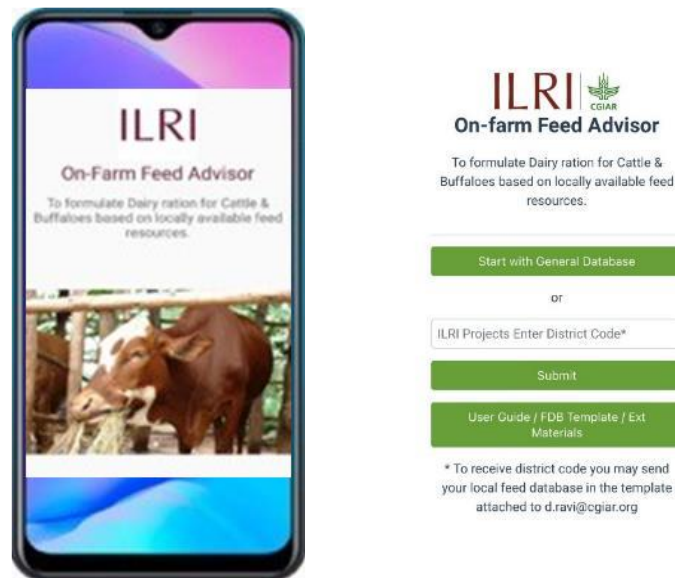 ILRI
On-Farm Feed Advisor
To formulate Dairy ration for Cattle &
Buffaloes based on locally available feed
resources.
ILRI
CGIAR
On-farm Feed Advisor
To formulate Dairy ration for Cattle &
Buffaloes based on locally available feed
resources.
Start with General Database
or
ILRI Projects Enter District Code*
Submit
User Guide / FDB Template / Ext
Materials
* To receive district code you may send
your local feed database in the template
attached to d.ravi@cgiar.org